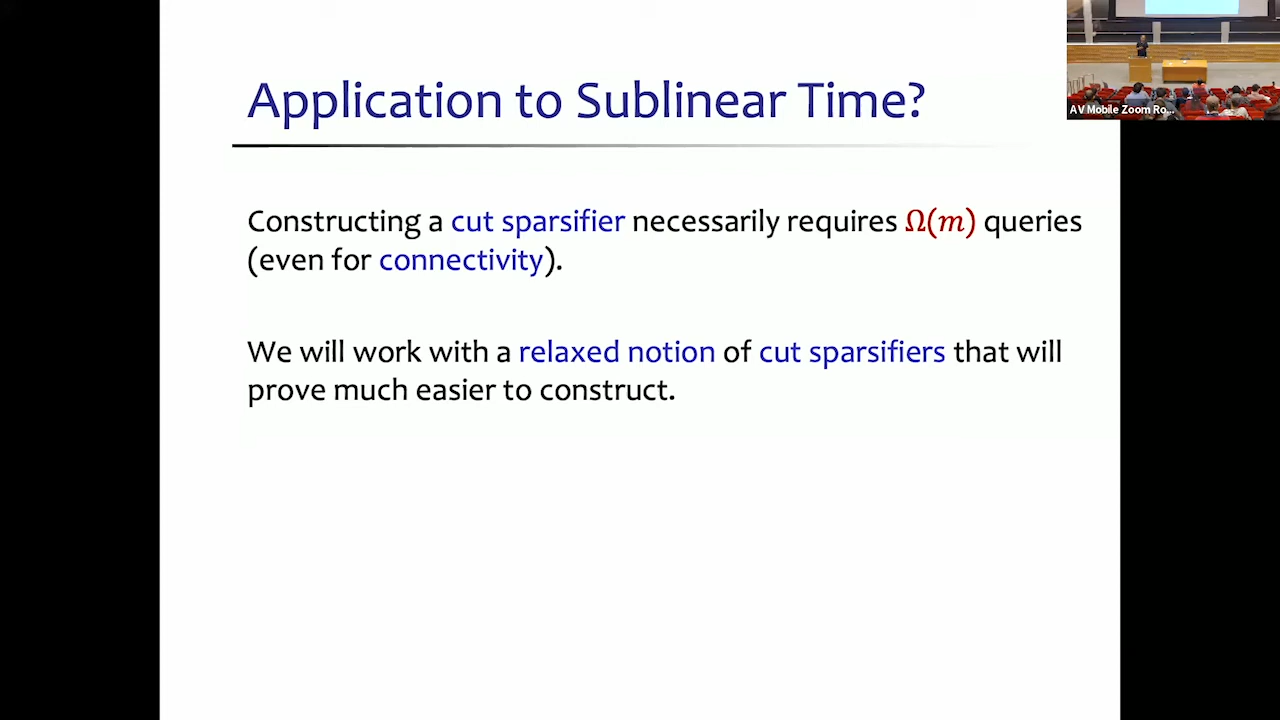 Application to Sublinear Time?
AV Mobile Zoom Ro...
Constructing a cut sparsifier necessarily requires Ω(m) queries
(even for connectivity).
We will work with a relaxed notion of cut sparsifiers that will
prove much easier to construct.